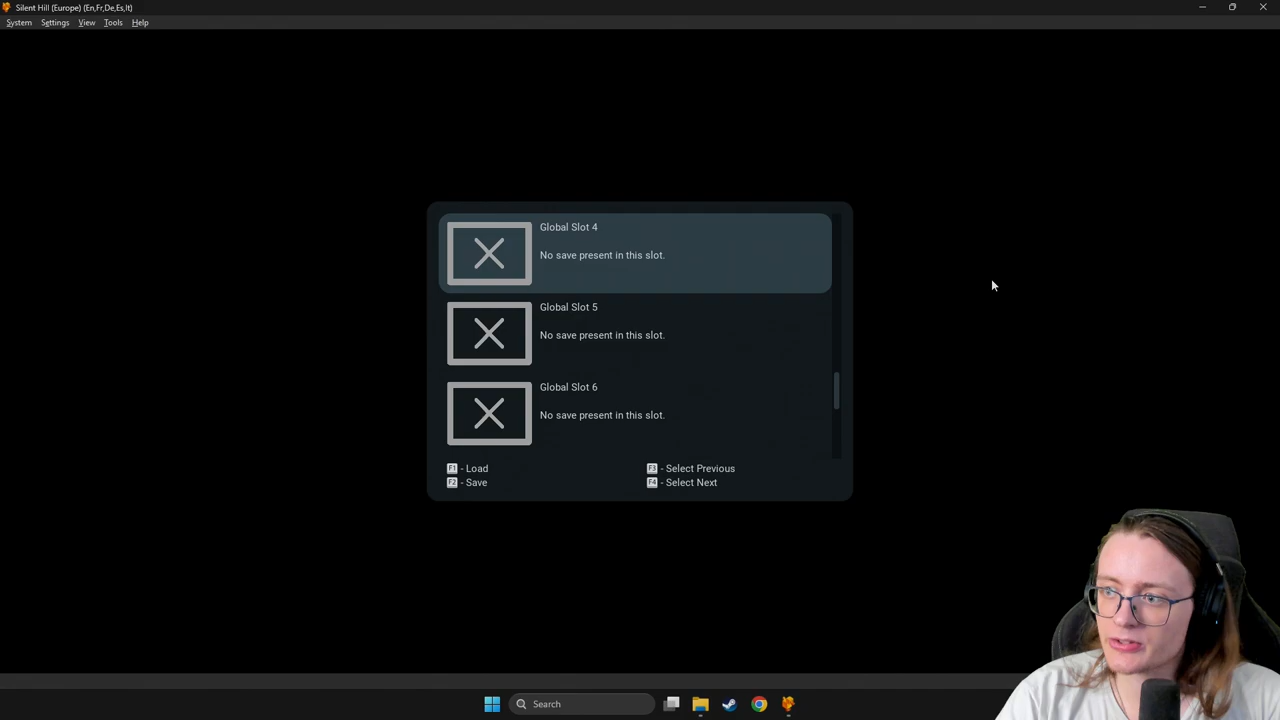 Silent Hill (Europe) (En,Fr,De,Es,It)
System Settings View Tools Help
Global Slot 4
No save present in this slot.
Global Slot 5
No save present in this slot.
Global Slot 6
No save present in this slot.
F1 - Load
F3 - Select Previous
F2 - Save
F4 - Select Next
Search